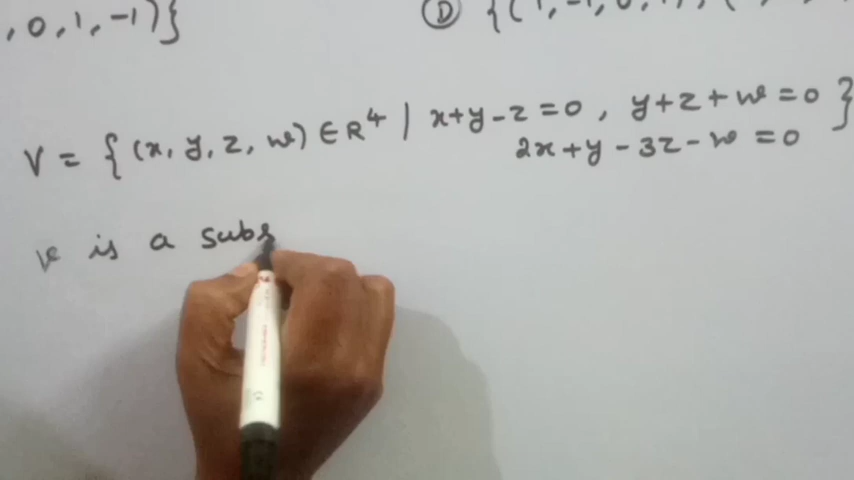 , 0, 1, -1)}
Ⓓ {(1, -1, 0, 1), (
V = { (x, y, z, w) ∈ R⁴ | x+y-z=0, y+z+w=0 }
2x+y-3z-w=0
V is a subs